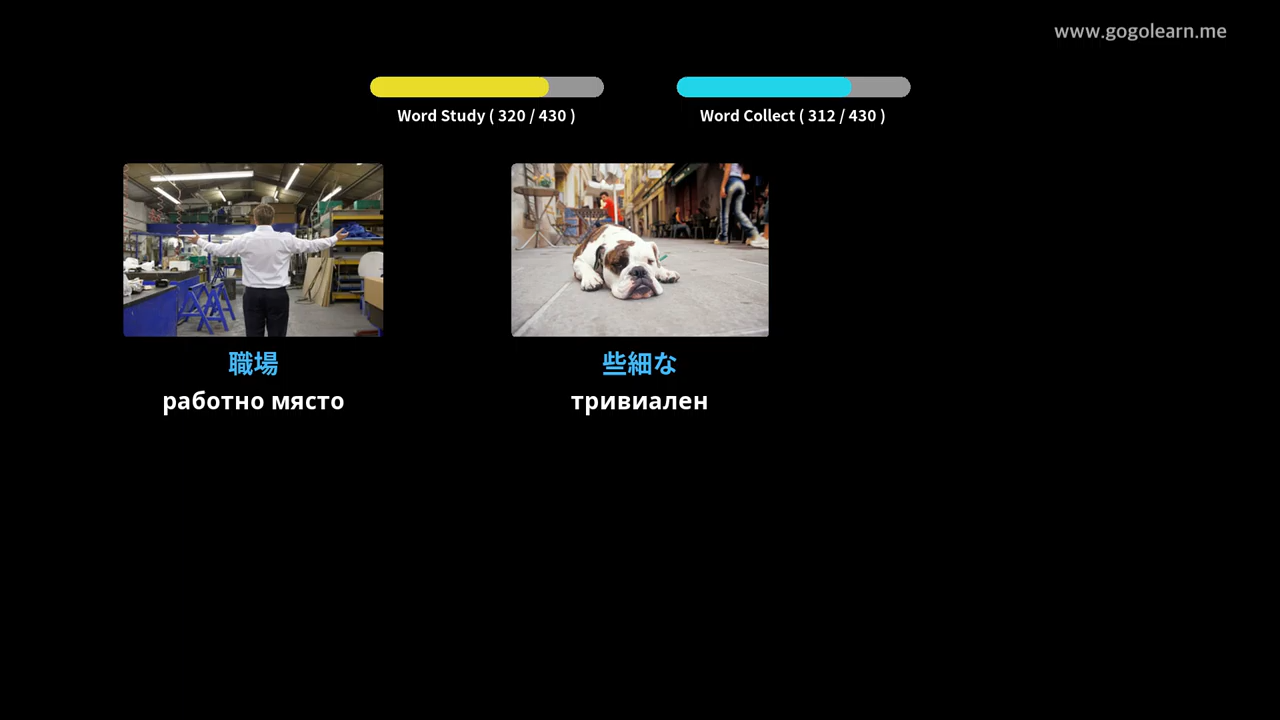 www.gogolearn.me
Word Study ( 320 / 430 )
Word Collect ( 312 / 430 )
職場
работно място
些細な
тривиален